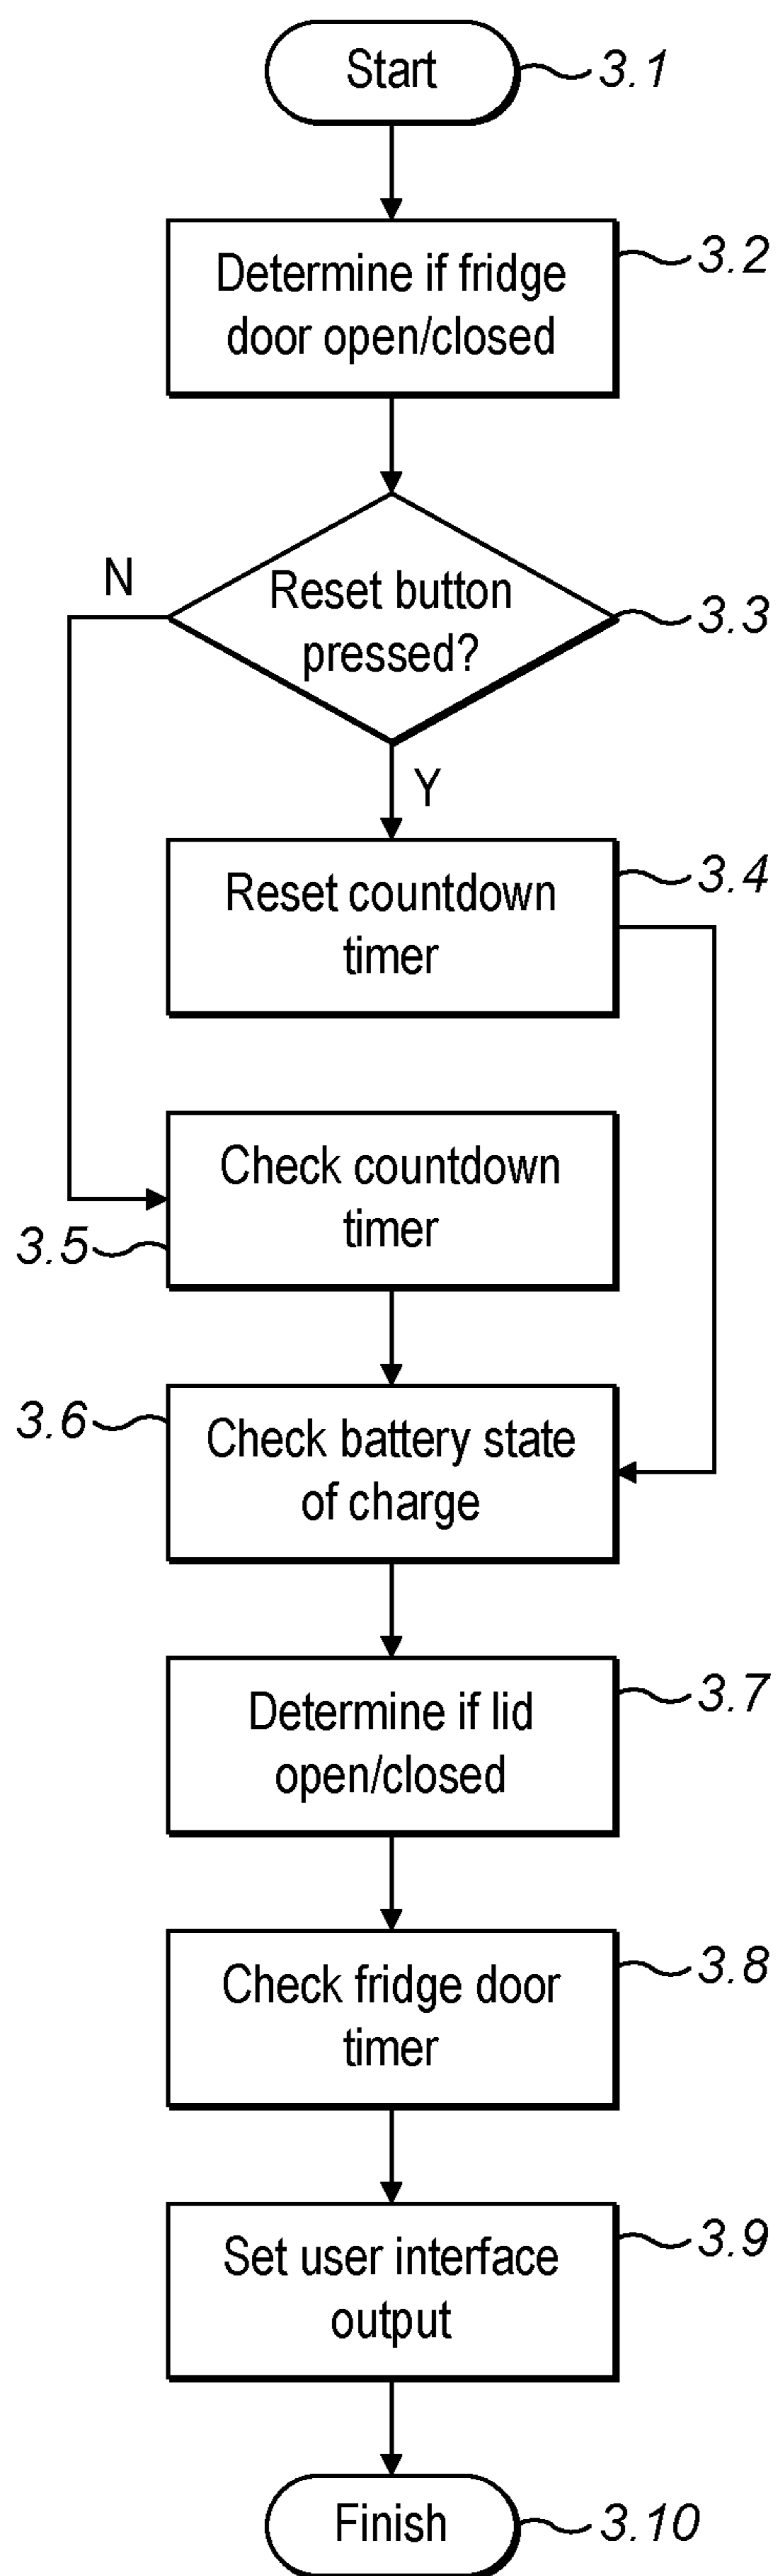 Start
3.1
Determine if fridge
door open/closed
3.2
N
Reset button
pressed?
3.3
Y
Reset countdown
timer
3.4
Check countdown
timer
3.5
3.6
Check battery state
of charge
Determine if lid
open/closed
3.7
Check fridge door
timer
3.8
Set user interface
output
3.9
Finish
3.10